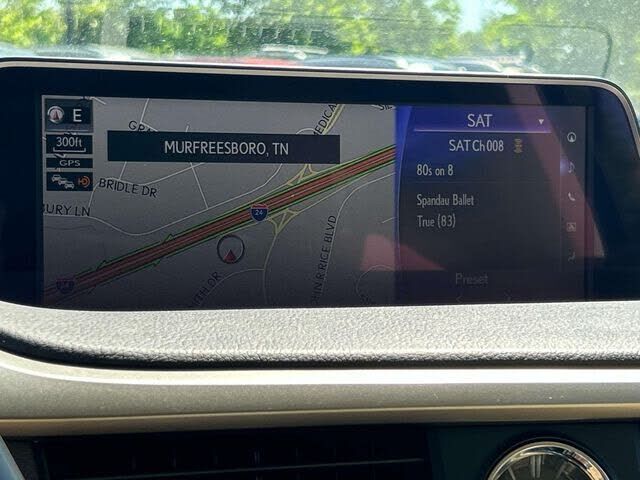 E
300ft
GPS
MURFREESBORO, TN
BRIDLE DR
BURY LN
24
24
SAT
SAT Ch 008
80s on 8
Spandau Ballet
True (83)
Preset